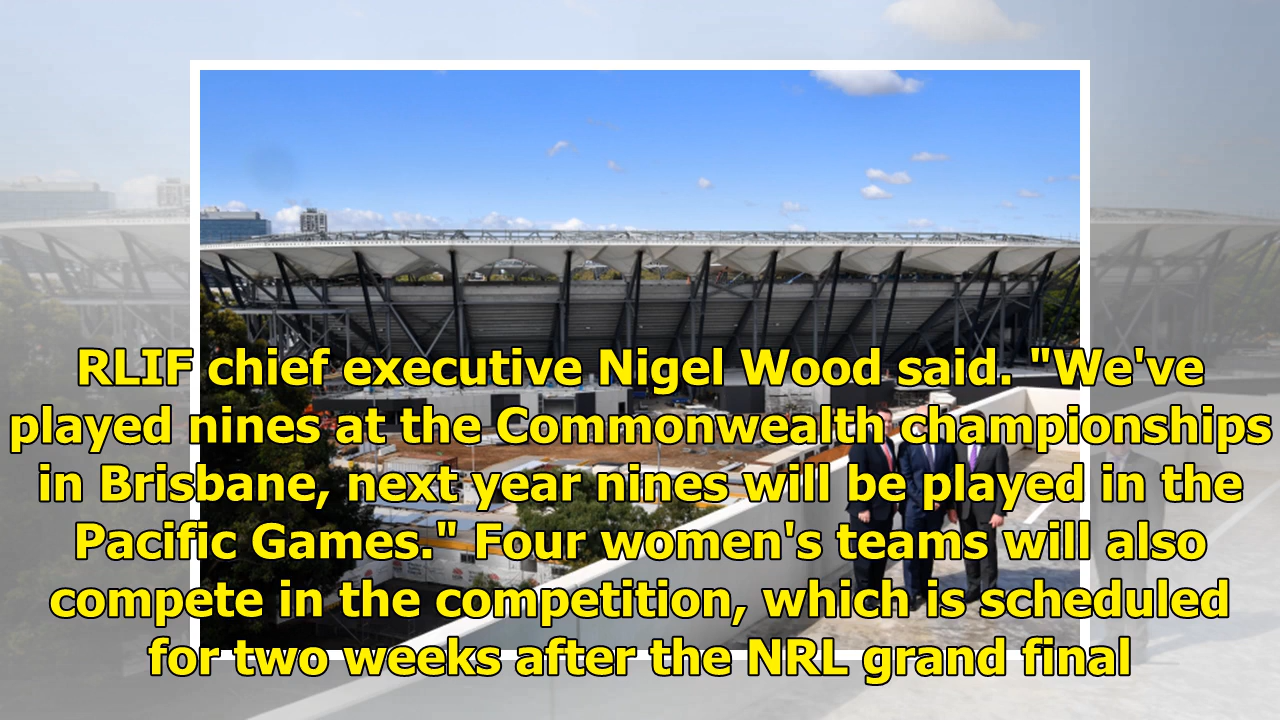 RLIF chief executive Nigel Wood said. "We've
played nines at the Commonwealth championships
in Brisbane, next year nines will be played in the
Pacific Games." Four women's teams will also
compete in the competition, which is scheduled
for two weeks after the NRL grand final